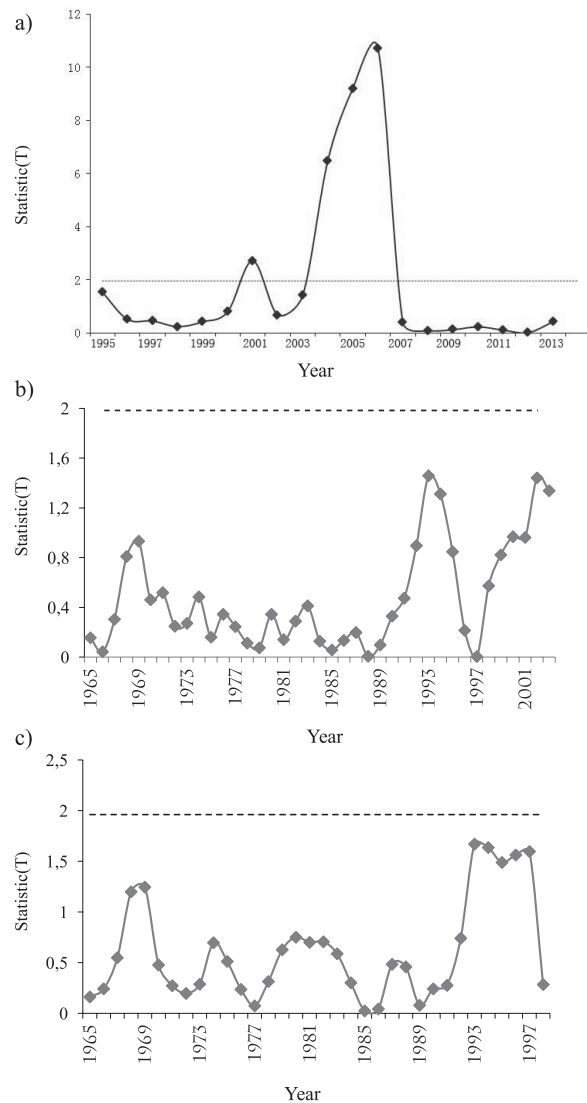 a)
12
10
8
6
4
2
0
Statistic(T)
1995 1997 1999 2001 2003 2005 2007 2009 2011 2013
Year
b)
2
1,6
1,2
0,8
0,4
0
Statistic(T)
1965 1969 1973 1977 1981 1985 1989 1993 1997 2001
Year
c)
2,5
2
1,5
1
0,5
0
Statistic(T)
1965 1969 1973 1977 1981 1985 1989 1993 1997
Year